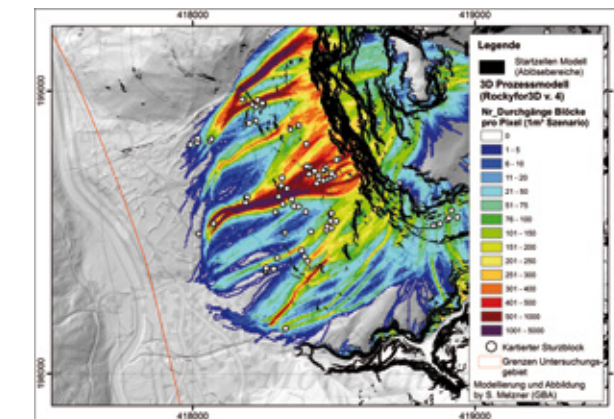 418000
419000
199000
198000
Legende
Startzellen Modell
(Ablösebereiche)
3D Prozessmodell
(Rockyfor3D v. 4)
Nr_Durchgänge Blöcke
pro Pixel (1m³ Szenario)
0
1 - 5
6 - 10
11 - 20
21 - 50
51 - 75
76 - 100
101 - 150
151 - 200
201 - 250
251 - 300
301 - 400
401 - 500
501 - 1000
1001 - 5000
Kartierter Sturzblock
Grenzen Untersuchungs-
gebiet
Modellierung und Abbildung
by S. Melzner (GBA)
418000
419000